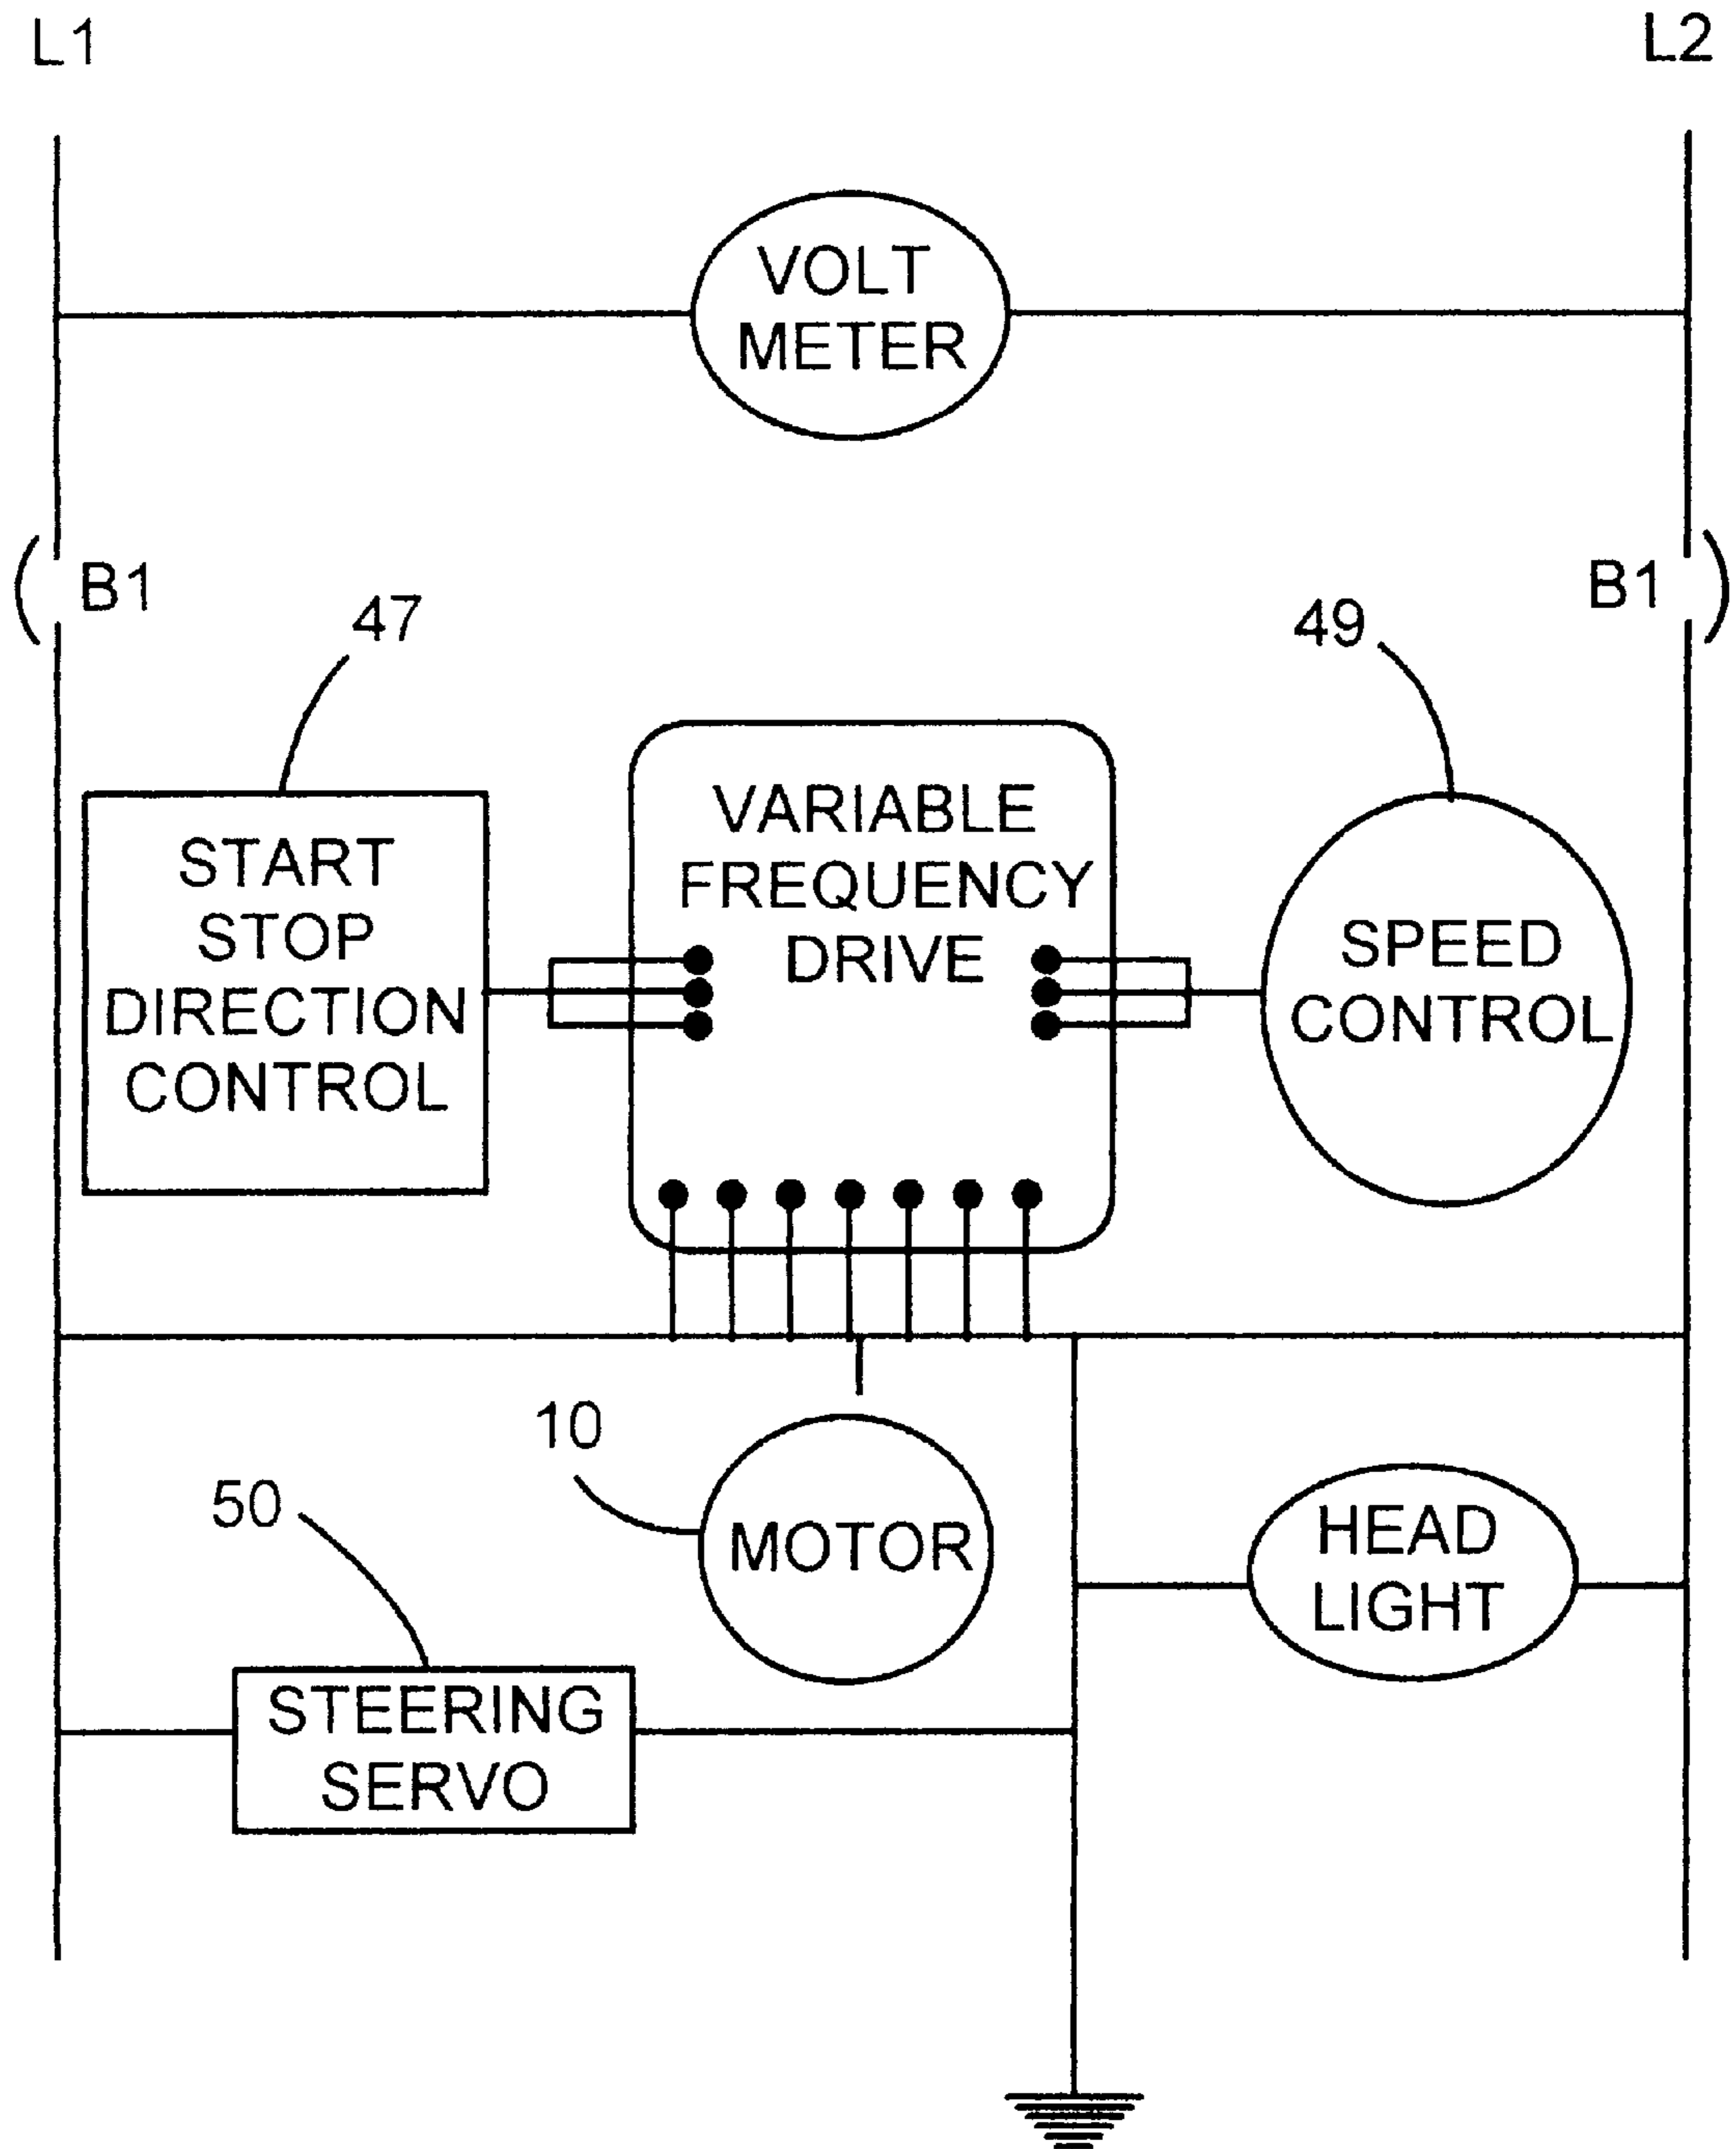 L1
L2
VOLT
METER
B1
B1
47
49
START
STOP
DIRECTION
CONTROL
VARIABLE
FREQUENCY
DRIVE
SPEED
CONTROL
10
MOTOR
HEAD
LIGHT
50
STEERING
SERVO